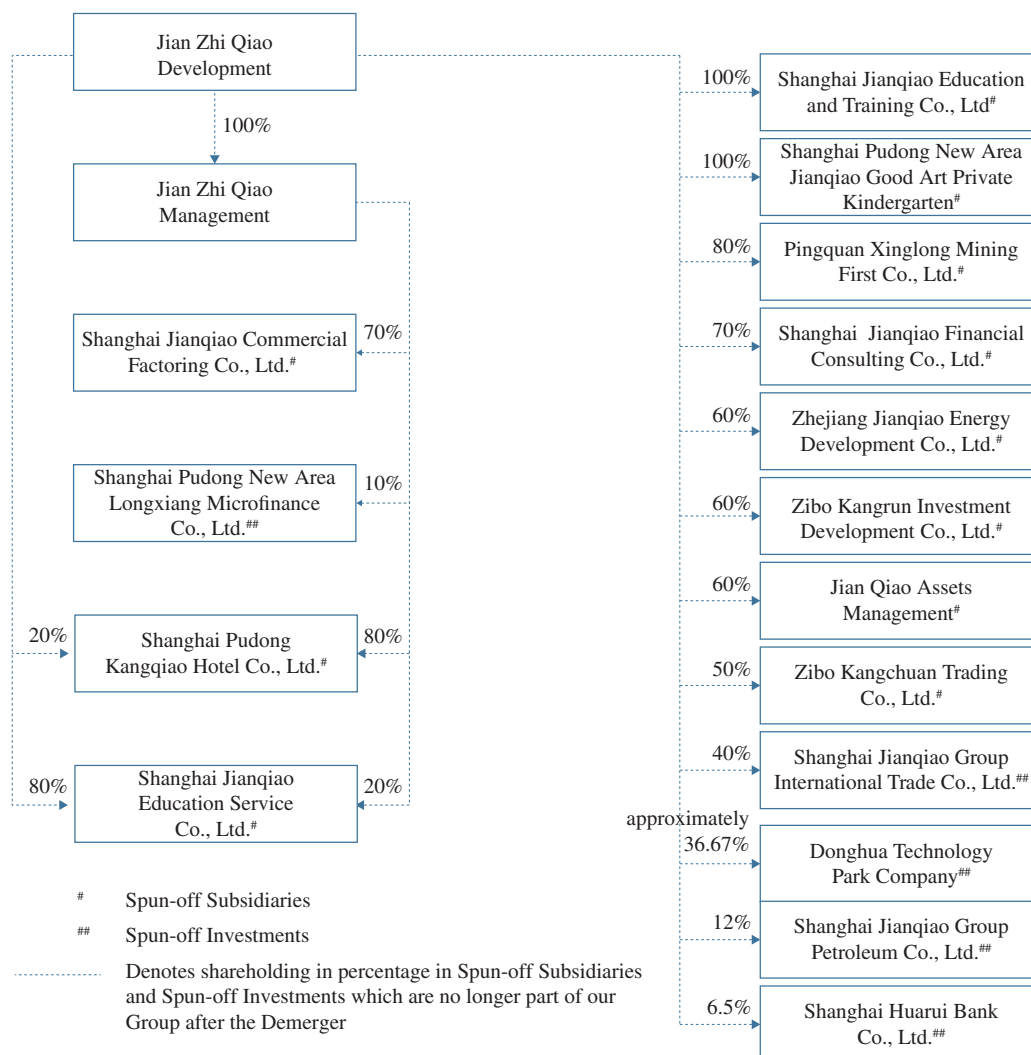 Jian Zhi Qiao
Development
100%
Jian Zhi Qiao
Management
70%
Shanghai Jianqiao Commercial
Factoring Co., Ltd.#
10%
Shanghai Pudong New Area
Longxiang Microfinance
Co., Ltd.##
20%
Shanghai Pudong
Kangqiao Hotel Co., Ltd.#
80%
80%
Shanghai Jianqiao
Education Service
Co., Ltd.#
20%
100%
Shanghai Jianqiao Education
and Training Co., Ltd#
100%
Shanghai Pudong New Area
Jianqiao Good Art Private
Kindergarten#
80%
Pingquan Xinglong Mining
First Co., Ltd.#
70%
Shanghai Jianqiao Financial
Consulting Co., Ltd.#
60%
Zhejiang Jianqiao Energy
Development Co., Ltd.#
60%
Zibo Kangrun Investment
Development Co., Ltd.#
60%
Jian Qiao Assets
Management#
50%
Zibo Kangchuan Trading
Co., Ltd.#
40%
Shanghai Jianqiao Group
International Trade Co., Ltd.##
approximately
36.67%
Donghua Technology
Park Company##
12%
Shanghai Jianqiao Group
Petroleum Co., Ltd.##
6.5%
Shanghai Huarui Bank
Co., Ltd.##
# Spun-off Subsidiaries
## Spun-off Investments
Denotes shareholding in percentage in Spun-off Subsidiaries
and Spun-off Investments which are no longer part of our
Group after the Demerger